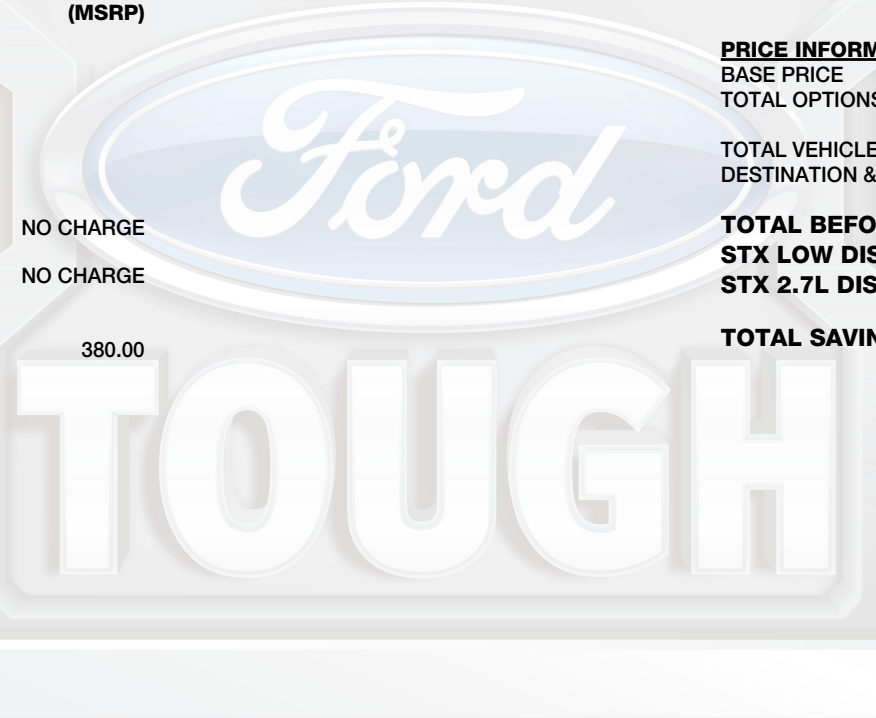 (MSRP)
NO CHARGE
NO CHARGE
380.00
Ford
TOUGH
PRICE INFORM
BASE PRICE
TOTAL OPTIONS
TOTAL VEHICLE
DESTINATION &
TOTAL BEFO
STX LOW DIS
STX 2.7L DIS
TOTAL SAVIN